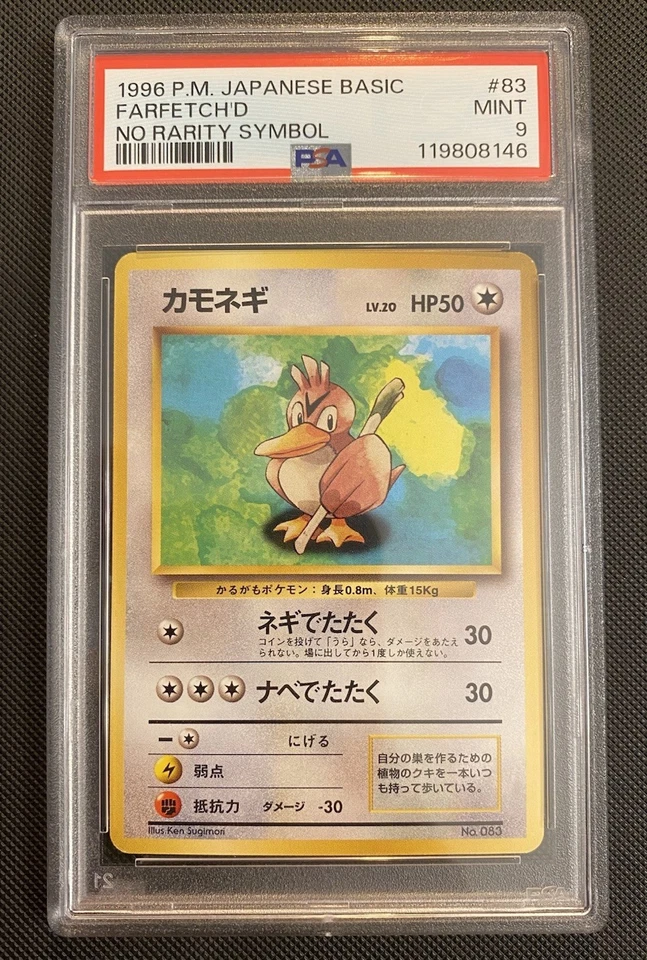 1996 P.M. JAPANESE BASIC #83
FARFETCH'D MINT
NO RARITY SYMBOL 9
PSA 119808146
カモネギ LV.20 HP50
かるがもポケモン：身長0.8m、体重15Kg
ネギでたたく 30
コインを投げて「うら」なら、ダメージをあたえ
られない。場に出してから1度しか使えない。
ナベでたたく 30
にげる
弱点
抵抗力 ダメージ -30
自分の巣を作るための
植物のクキを一本いつ
も持って歩いている。
Illus.Ken Sugimori No. 083
21